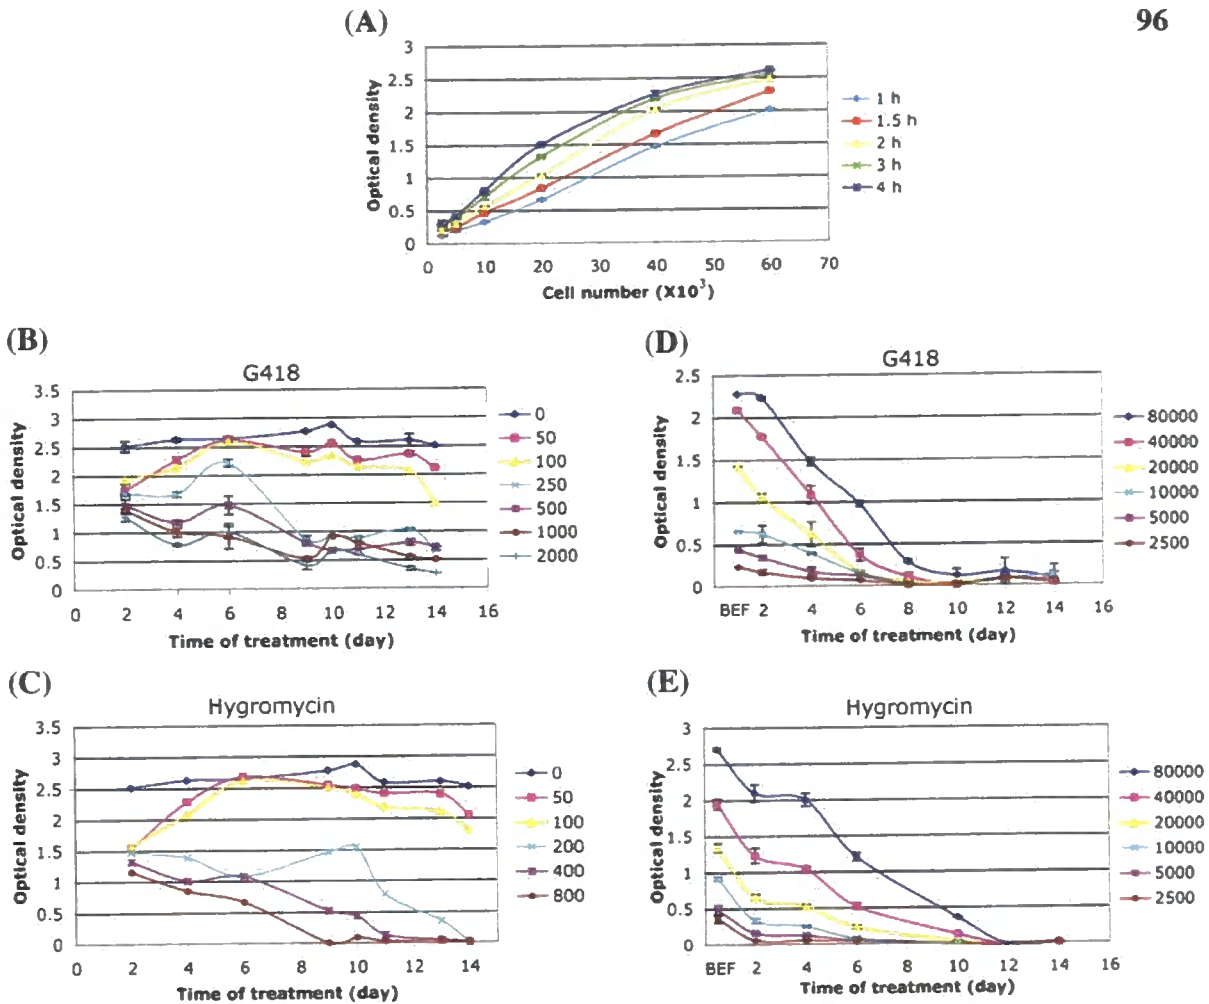 96
(A)
3
2.5
2
1.5
1
0.5
0
Optical density
0 10 20 30 40 50 60 70
Cell number (X10³)
1 h
1.5 h
2 h
3 h
4 h
(B)
G418
3.5
3
2.5
2
1.5
1
0.5
0
Optical density
0 2 4 6 8 10 12 14 16
Time of treatment (day)
0
50
100
250
500
1000
2000
(D)
G418
2.5
2
1.5
1
0.5
0
Optical density
BEF 2 4 6 8 10 12 14 16
Time of treatment (day)
80000
40000
20000
10000
5000
2500
(C)
Hygromycin
3.5
3
2.5
2
1.5
1
0.5
0
Optical density
0 2 4 6 8 10 12 14
Time of treatment (day)
0
50
100
200
400
800
(E)
Hygromycin
3
2.5
2
1.5
1
0.5
0
Optical density
BEF 2 4 6 8 10 12 14 16
Time of treatment (day)
80000
40000
20000
10000
5000
2500